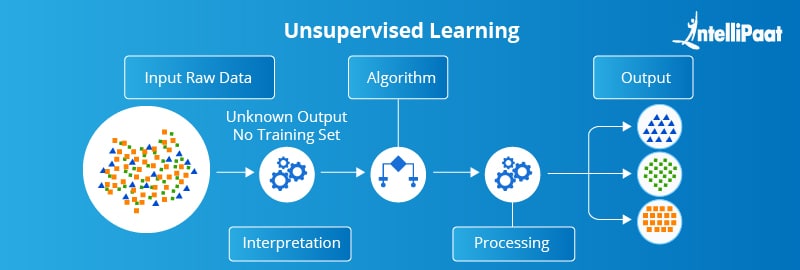 Unsupervised Learning
IntelliPaat
Input Raw Data
Algorithm
Output
Unknown Output
No Training Set
Interpretation
Processing